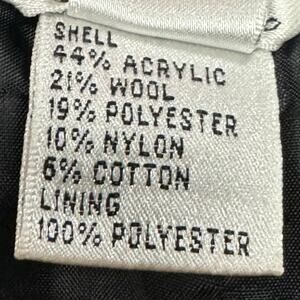 SHELL
44% ACRYLIC
21% WOOL
19% POLYESTER
10% NYLON
6% COTTON
LINING
100% POLYESTER